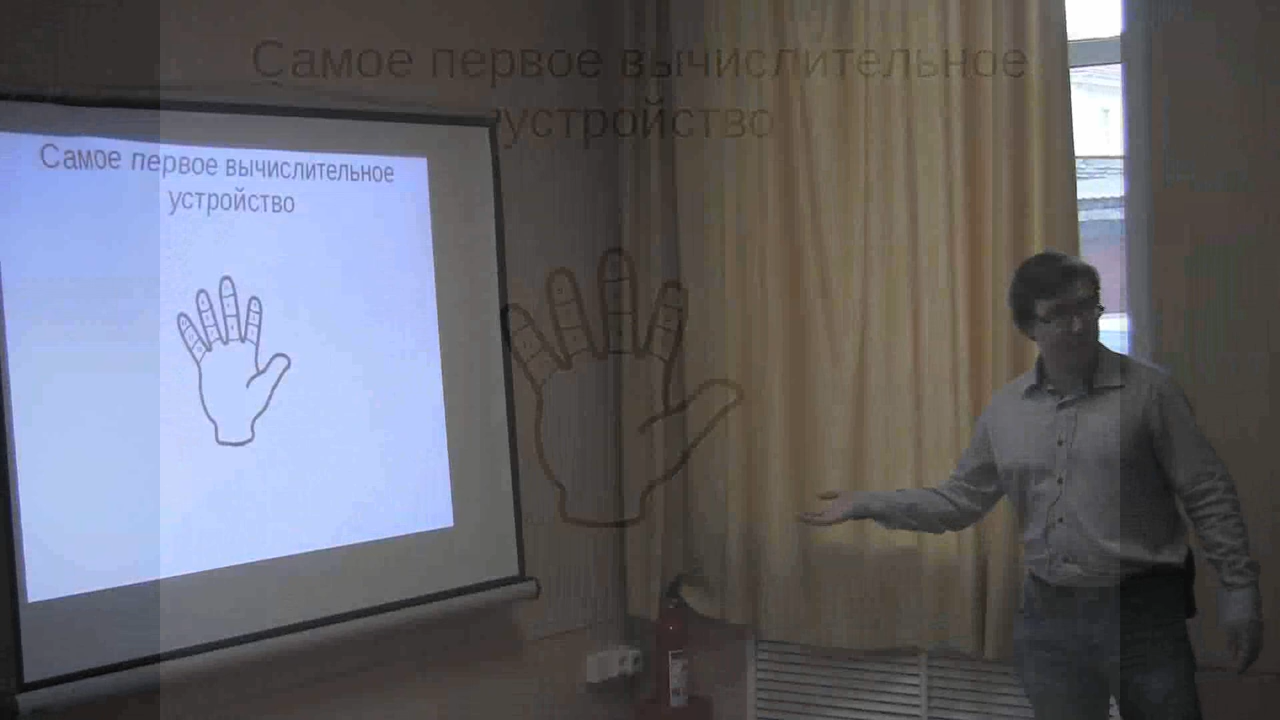 Самое первое вычислительное
устройство
Самое первое вычислительное
устройство